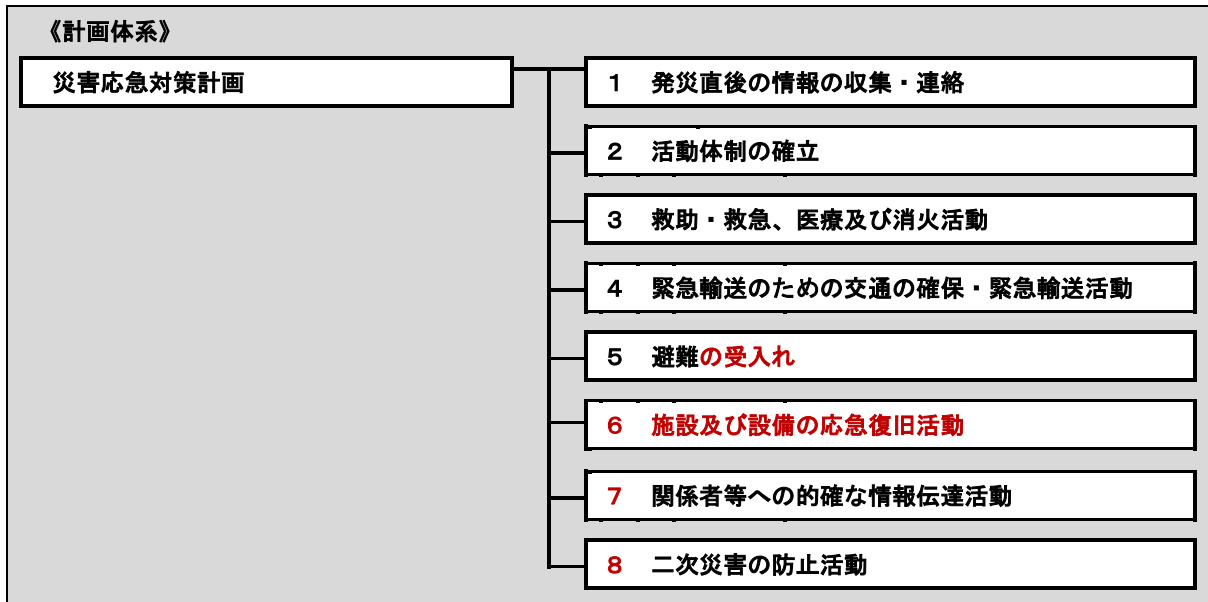 《計画体系》
災害応急対策計画
1 発災直後の情報の収集・連絡
2 活動体制の確立
3 救助・救急、医療及び消火活動
4 緊急輸送のための交通の確保・緊急輸送活動
5 避難の受入れ
6 施設及び設備の応急復旧活動
7 関係者等への的確な情報伝達活動
8 二次災害の防止活動